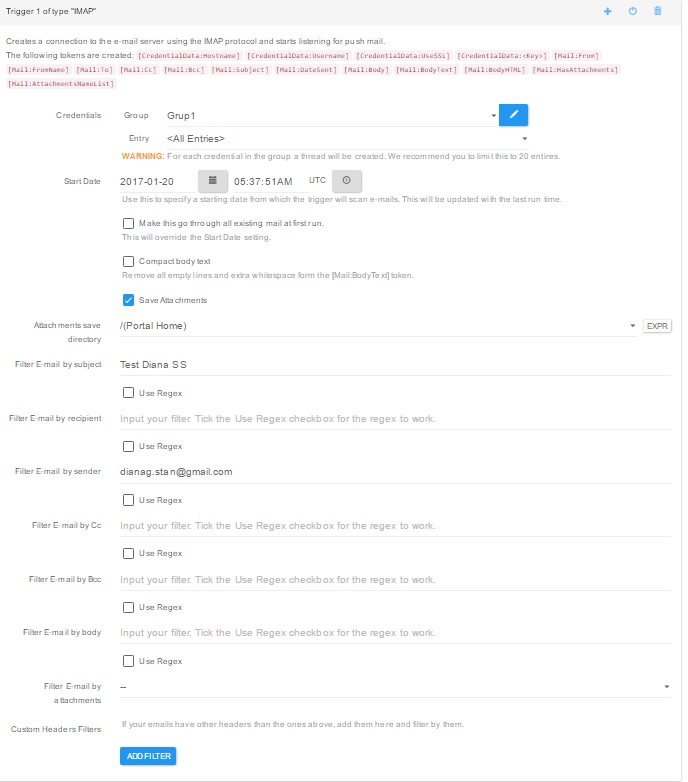 Trigger 1 of type "IMAP"
Creates a connection to the e-mail server using the IMAP protocol and starts listening for push mail.
The following tokens are created: [CredentialData:Hostname] [CredentialData:Username] [CredentialData:UseSSL] [CredentialData:<Key>] [Mail:From]
[Mail:FromName] [Mail:To] [Mail:Cc] [Mail:Bcc] [Mail:Subject] [Mail:DateSent] [Mail:Body] [Mail:BodyText] [Mail:BodyHTML] [Mail:HasAttachments]
[Mail:AttachmentsNameList]
Credentials Group Grup1
Entry <All Entries>
WARNING: For each credential in the group a thread will be created. We recommend you to limit this to 20 entires.
Start Date 2017-01-20 05:37:51AM UTC
Use this to specify a starting date from which the trigger will scan e-mails. This will be updated with the last run time.
Make this go through all existing mail at first run.
This will override the Start Date setting.
Compact body text
Remove all empty lines and extra whitespace form the [Mail:BodyText] token.
Save Attachments
Attachments save directory /(Portal Home) EXPR
Filter E-mail by subject Test Diana SS
Use Regex
Filter E-mail by recipient Input your filter. Tick the Use Regex checkbox for the regex to work.
Use Regex
Filter E-mail by sender dianag.stan@gmail.com
Use Regex
Filter E-mail by Cc Input your filter. Tick the Use Regex checkbox for the regex to work.
Use Regex
Filter E-mail by Bcc Input your filter. Tick the Use Regex checkbox for the regex to work.
Use Regex
Filter E-mail by body Input your filter. Tick the Use Regex checkbox for the regex to work.
Use Regex
Filter E-mail by attachments --
Custom Headers Filters If your emails have other headers than the ones above, add them here and filter by them.
ADD FILTER